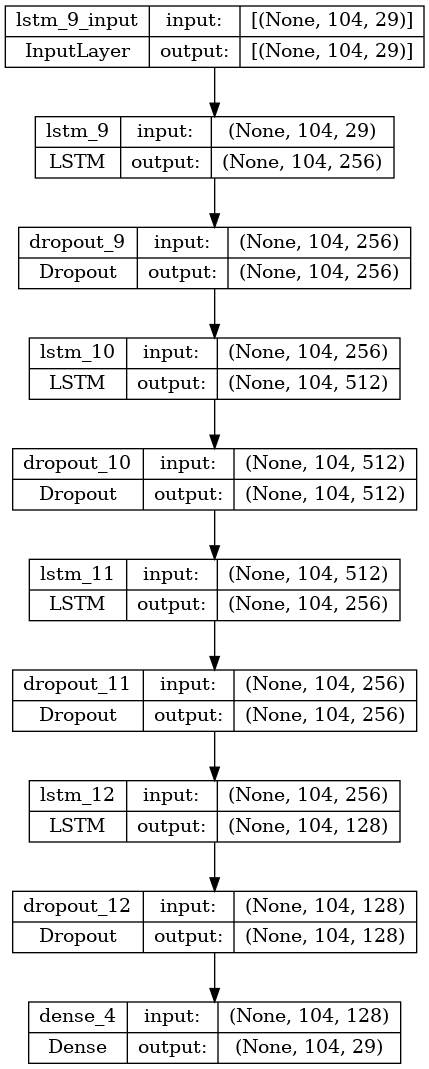 lstm_9_input input: [(None, 104, 29)]
InputLayer output: [(None, 104, 29)]
lstm_9 input: (None, 104, 29)
LSTM output: (None, 104, 256)
dropout_9 input: (None, 104, 256)
Dropout output: (None, 104, 256)
lstm_10 input: (None, 104, 256)
LSTM output: (None, 104, 512)
dropout_10 input: (None, 104, 512)
Dropout output: (None, 104, 512)
lstm_11 input: (None, 104, 512)
LSTM output: (None, 104, 256)
dropout_11 input: (None, 104, 256)
Dropout output: (None, 104, 256)
lstm_12 input: (None, 104, 256)
LSTM output: (None, 104, 128)
dropout_12 input: (None, 104, 128)
Dropout output: (None, 104, 128)
dense_4 input: (None, 104, 128)
Dense output: (None, 104, 29)